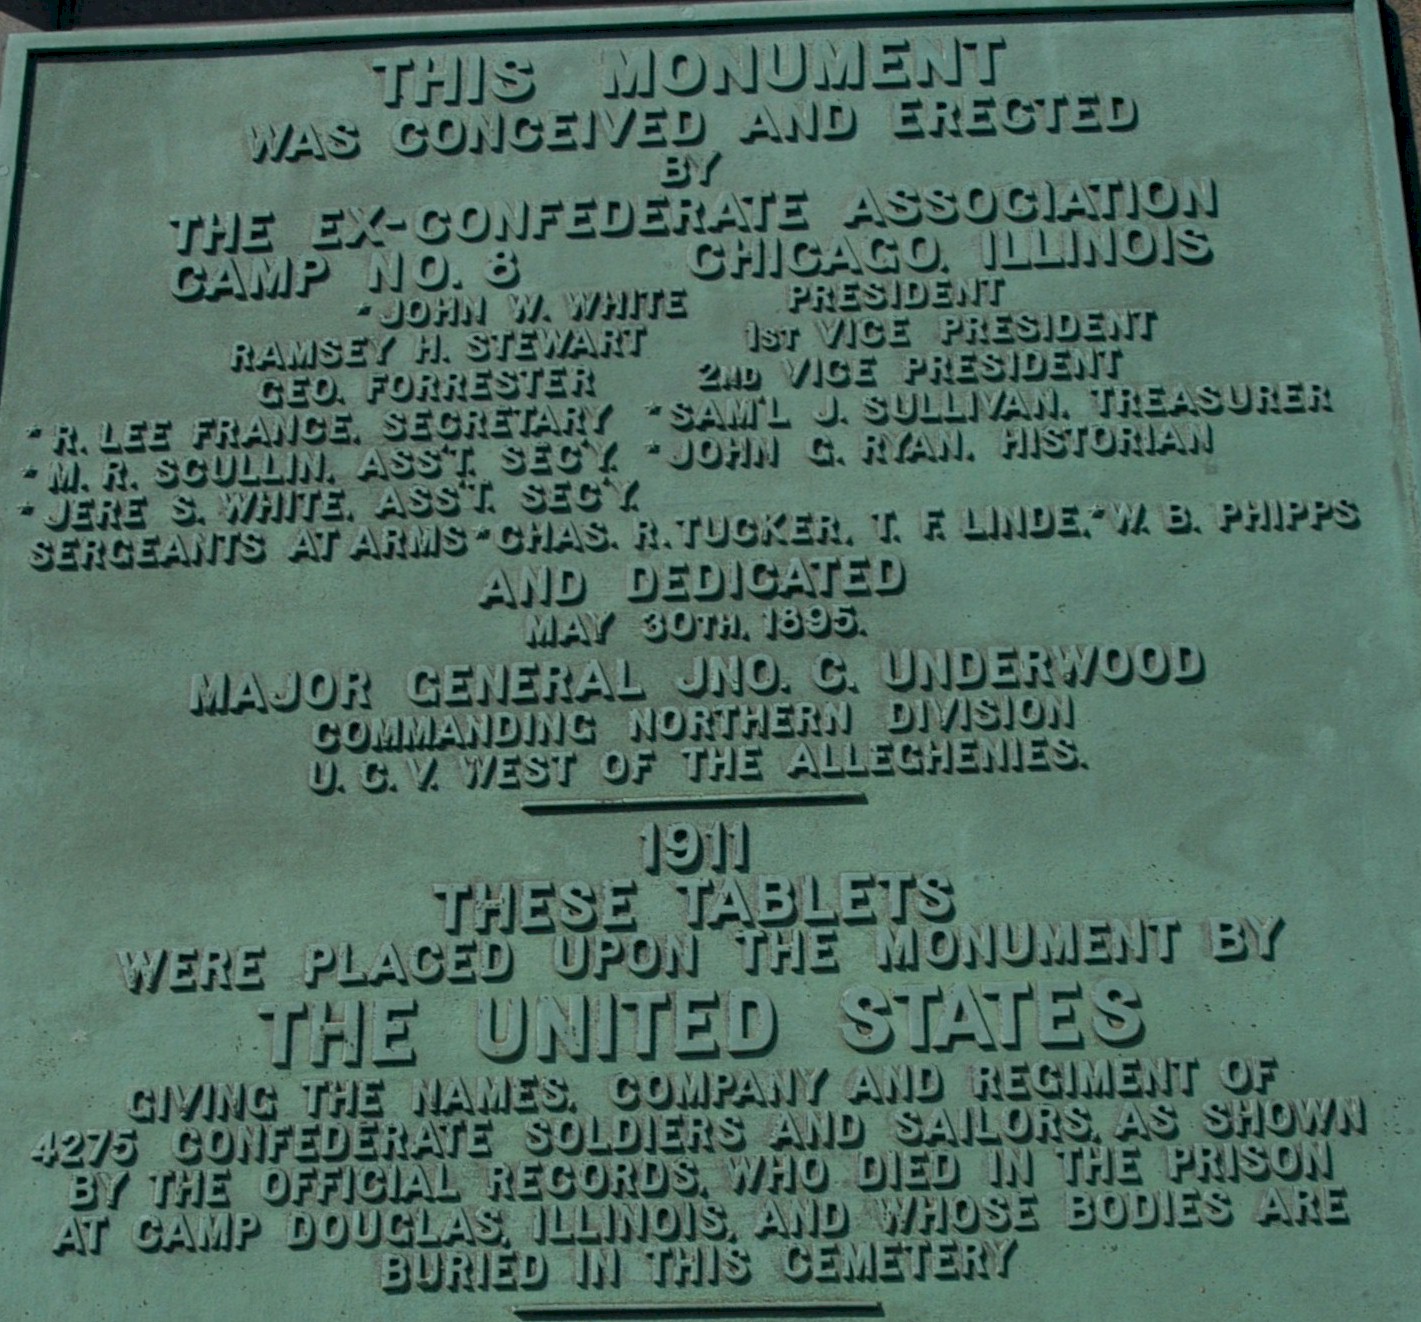 THIS MONUMENT
WAS CONCEIVED AND ERECTED
BY
THE EX-CONFEDERATE ASSOCIATION
CAMP NO. 8 CHICAGO, ILLINOIS
*JOHN W. WHITE PRESIDENT
RAMSEY H. STEWART 1ST VICE PRESIDENT
GEO. FORRESTER 2ND VICE PRESIDENT
*R. LEE FRANCE, SECRETARY *SAM'L J. SULLIVAN, TREASURER
*M. R. SCULLIN, ASS'T. SEC'Y. *JOHN G. RYAN, HISTORIAN
*JERE S. WHITE, ASS'T. SEC'Y.
SERGEANTS AT ARMS *CHAS. R. TUCKER, T. F. LINDE, *W. B. PHIPPS
AND DEDICATED
MAY 30TH, 1895.
MAJOR GENERAL JNO. C. UNDERWOOD
COMMANDING NORTHERN DIVISION
U. C. V. WEST OF THE ALLEGHENIES.
1911
THESE TABLETS
WERE PLACED UPON THE MONUMENT BY
THE UNITED STATES
GIVING THE NAMES, COMPANY AND REGIMENT OF
4275 CONFEDERATE SOLDIERS AND SAILORS, AS SHOWN
BY THE OFFICIAL RECORDS, WHO DIED IN THE PRISON
AT CAMP DOUGLAS, ILLINOIS, AND WHOSE BODIES ARE
BURIED IN THIS CEMETERY